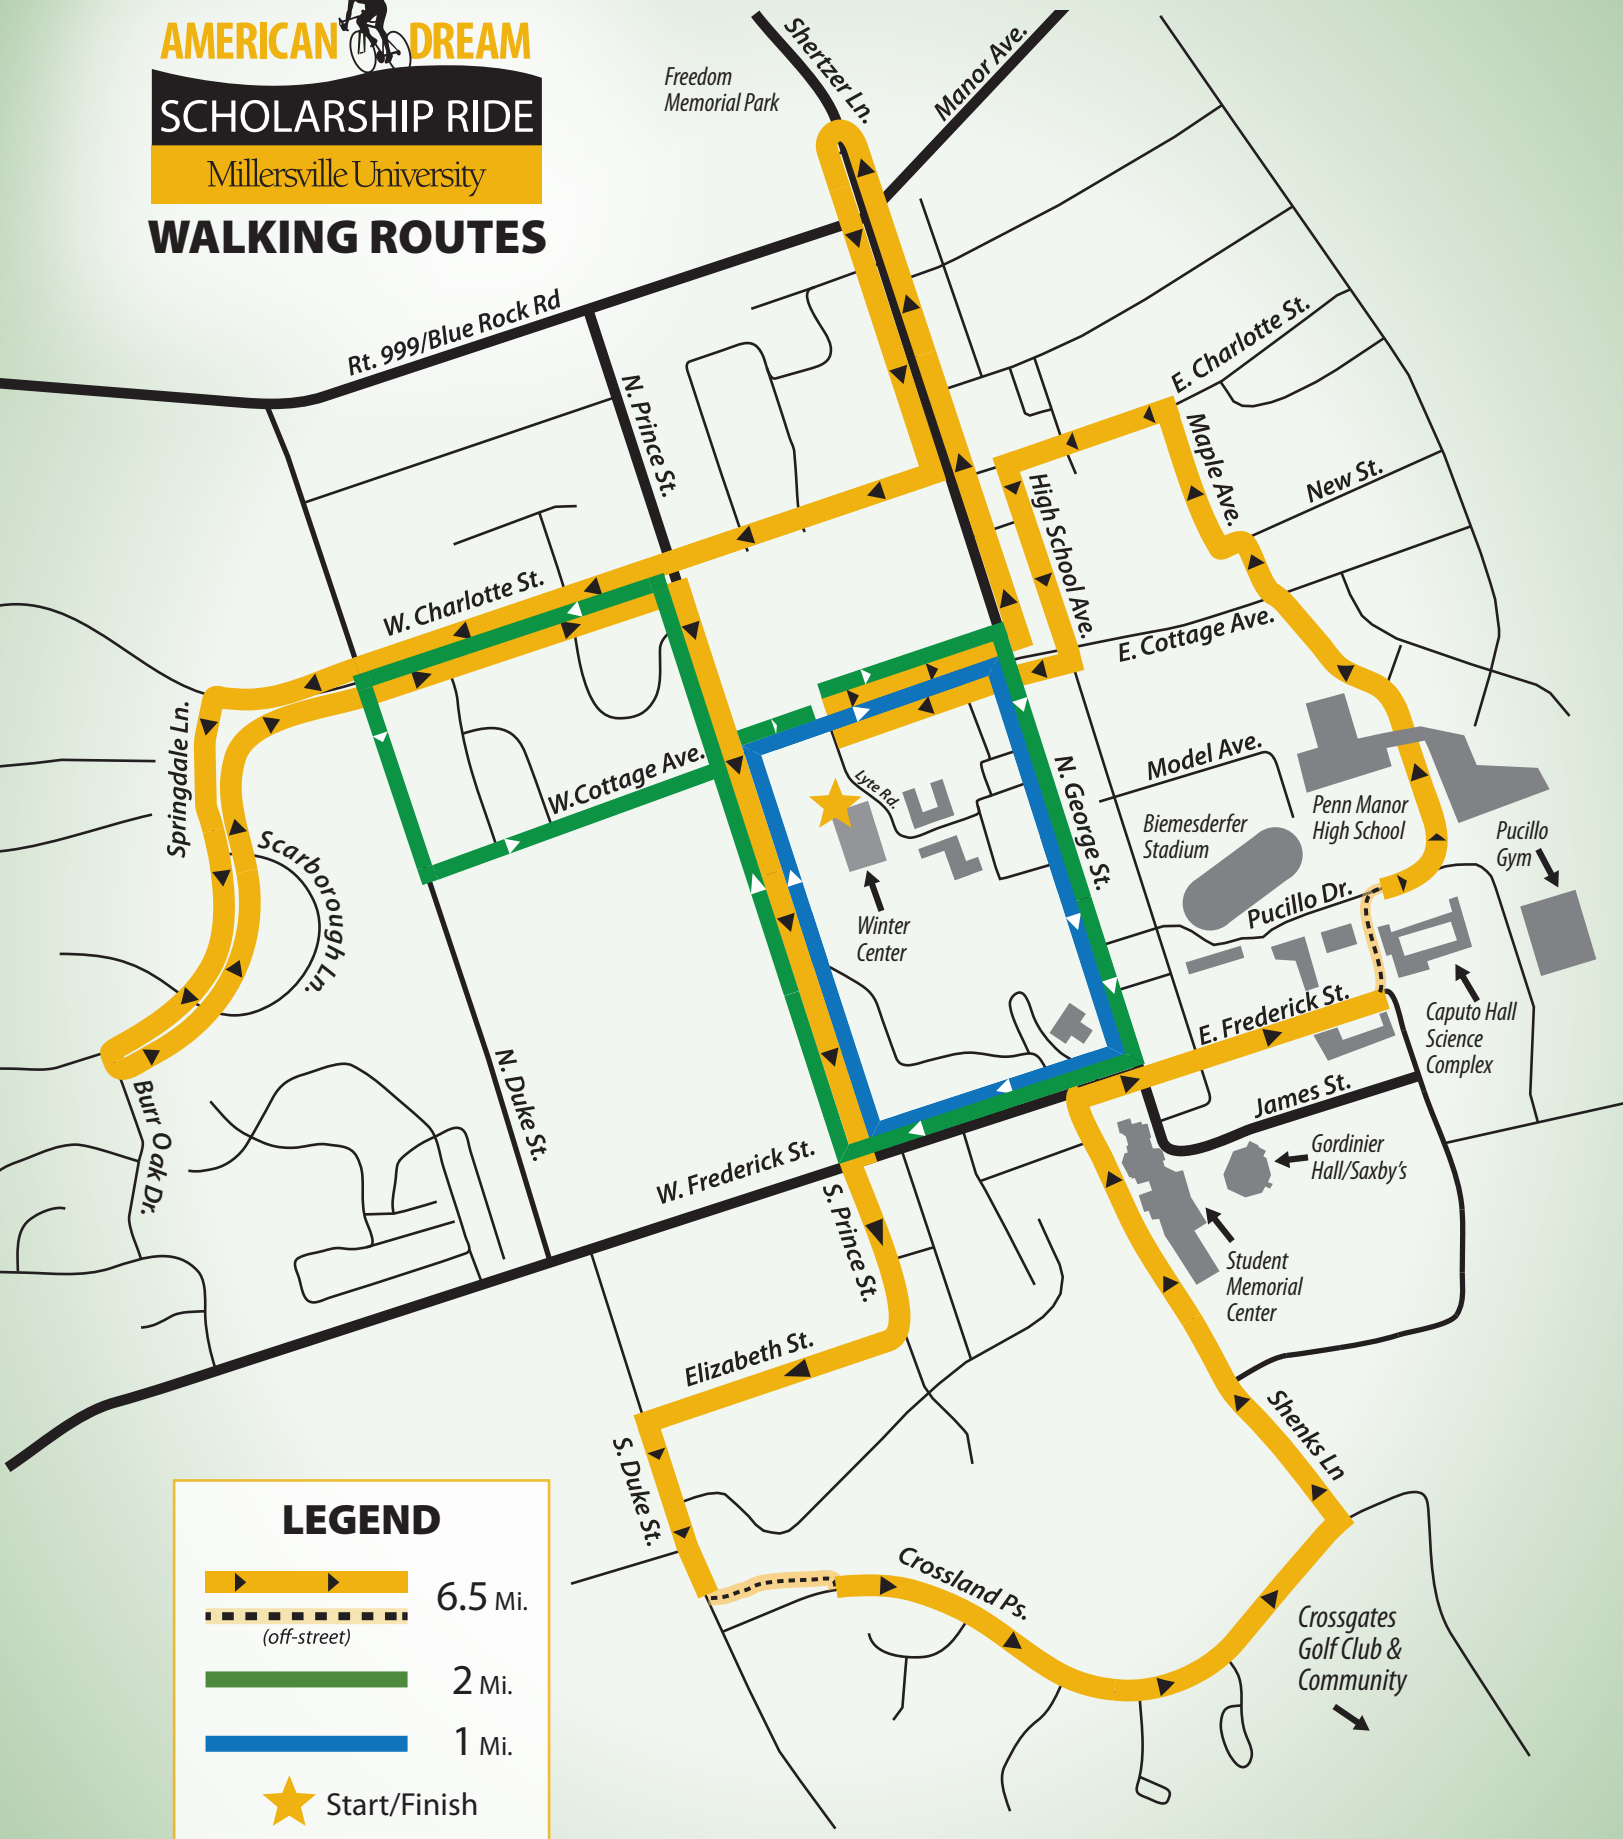 AMERICAN DREAM
SCHOLARSHIP RIDE
Millersville University
WALKING ROUTES
Freedom
Memorial Park
Shertzer Ln.
Manor Ave.
Rt. 999/Blue Rock Rd
N. Prince St.
E. Charlotte St.
Maple Ave.
New St.
High School Ave.
W. Charlotte St.
E. Cottage Ave.
Springdale Ln.
W.Cottage Ave.
Lyte Rd.
N. George St.
Model Ave.
Biemesderfer
Stadium
Penn Manor
High School
Pucillo
Gym
Scarborough Ln.
Winter
Center
Pucillo Dr.
E. Frederick St.
Caputo Hall
Science
Complex
N. Duke St.
Burr Oak Dr.
James St.
Gordinier
Hall/Saxby's
W. Frederick St.
S. Prince St.
Student
Memorial
Center
Elizabeth St.
S. Duke St.
Shenks Ln
Crossland Ps.
Crossgates
Golf Club &
Community
LEGEND
6.5 Mi.
(off-street)
2 Mi.
1 Mi.
Start/Finish